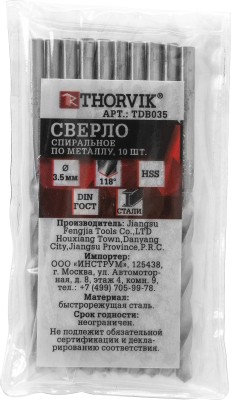 THORVIK®
АРТ.: TDB035
СВЕРЛО
СПИРАЛЬНОЕ
ПО МЕТАЛЛУ, 10 ШТ.
Ø
3.5мм
118°
HSS
DIN
ГОСТ
СТАЛИ
Производитель: Jiangsu
Fengjia Tools Co.,LTD
Houxiang Town,Danyang
City,Jiangsu Province,P.R.C.
Импортер:
ООО «ИНСТРУМ», 125438,
г. Москва, ул. Автомотор-
ная, д. 8, этаж 4, комн. 9,
тел.: +7 (499) 705-99-78.
Материал:
быстрорежущая сталь.
Срок годности:
неограничен.
Не подлежит обязательной
сертификации и декла-
рированию соответствия.